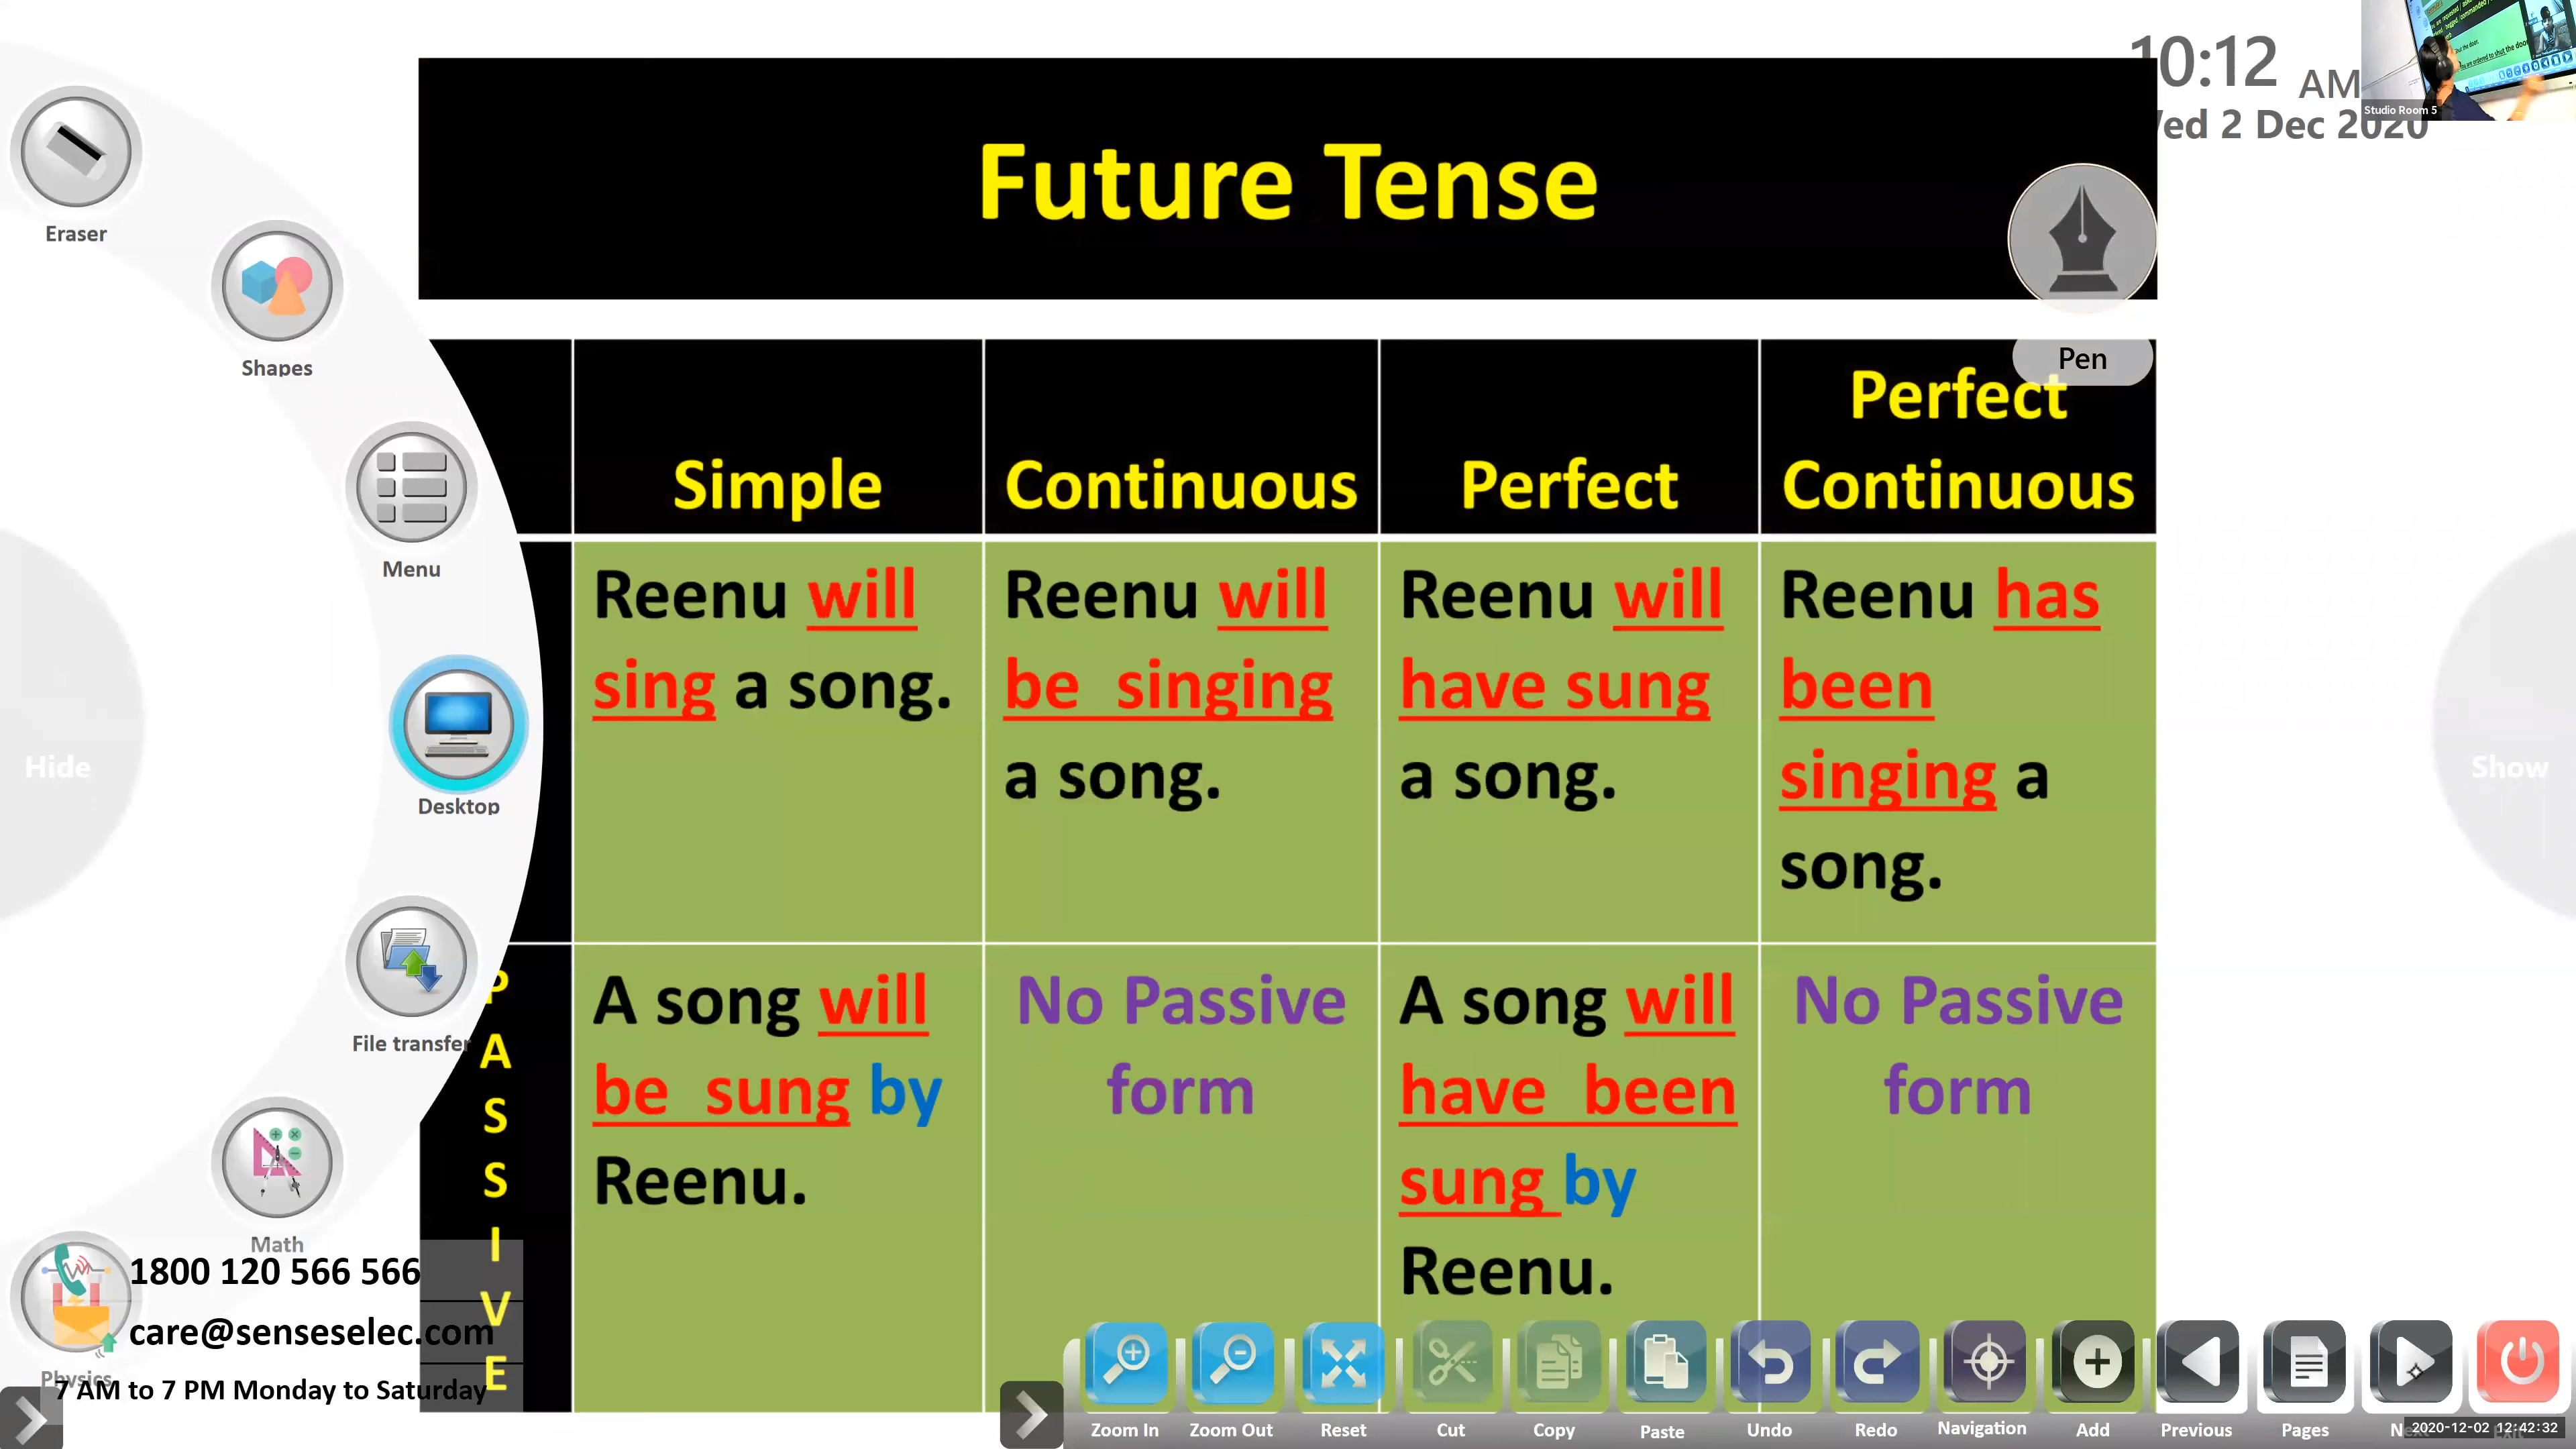 10:12 AM
Wed 2 Dec 2020
Studio Room 5
Eraser
Shapes
Menu
Hide
Desktop
File transfer
Math
Physics
1800 120 566 566
care@senseselec.com
7 AM to 7 PM Monday to Saturday
Future Tense
Pen
Simple
Continuous
Perfect
Perfect
Continuous
Reenu will
sing a song.
Reenu will
be singing
a song.
Reenu will
have sung
a song.
Reenu has
been
singing a
song.
P
A
S
S
I
V
E
A song will
be sung by
Reenu.
No Passive
form
A song will
have been
sung by
Reenu.
No Passive
form
Show
Zoom In
Zoom Out
Reset
Cut
Copy
Paste
Undo
Redo
Navigation
Add
Previous
Pages
2020-12-02 12:42:32